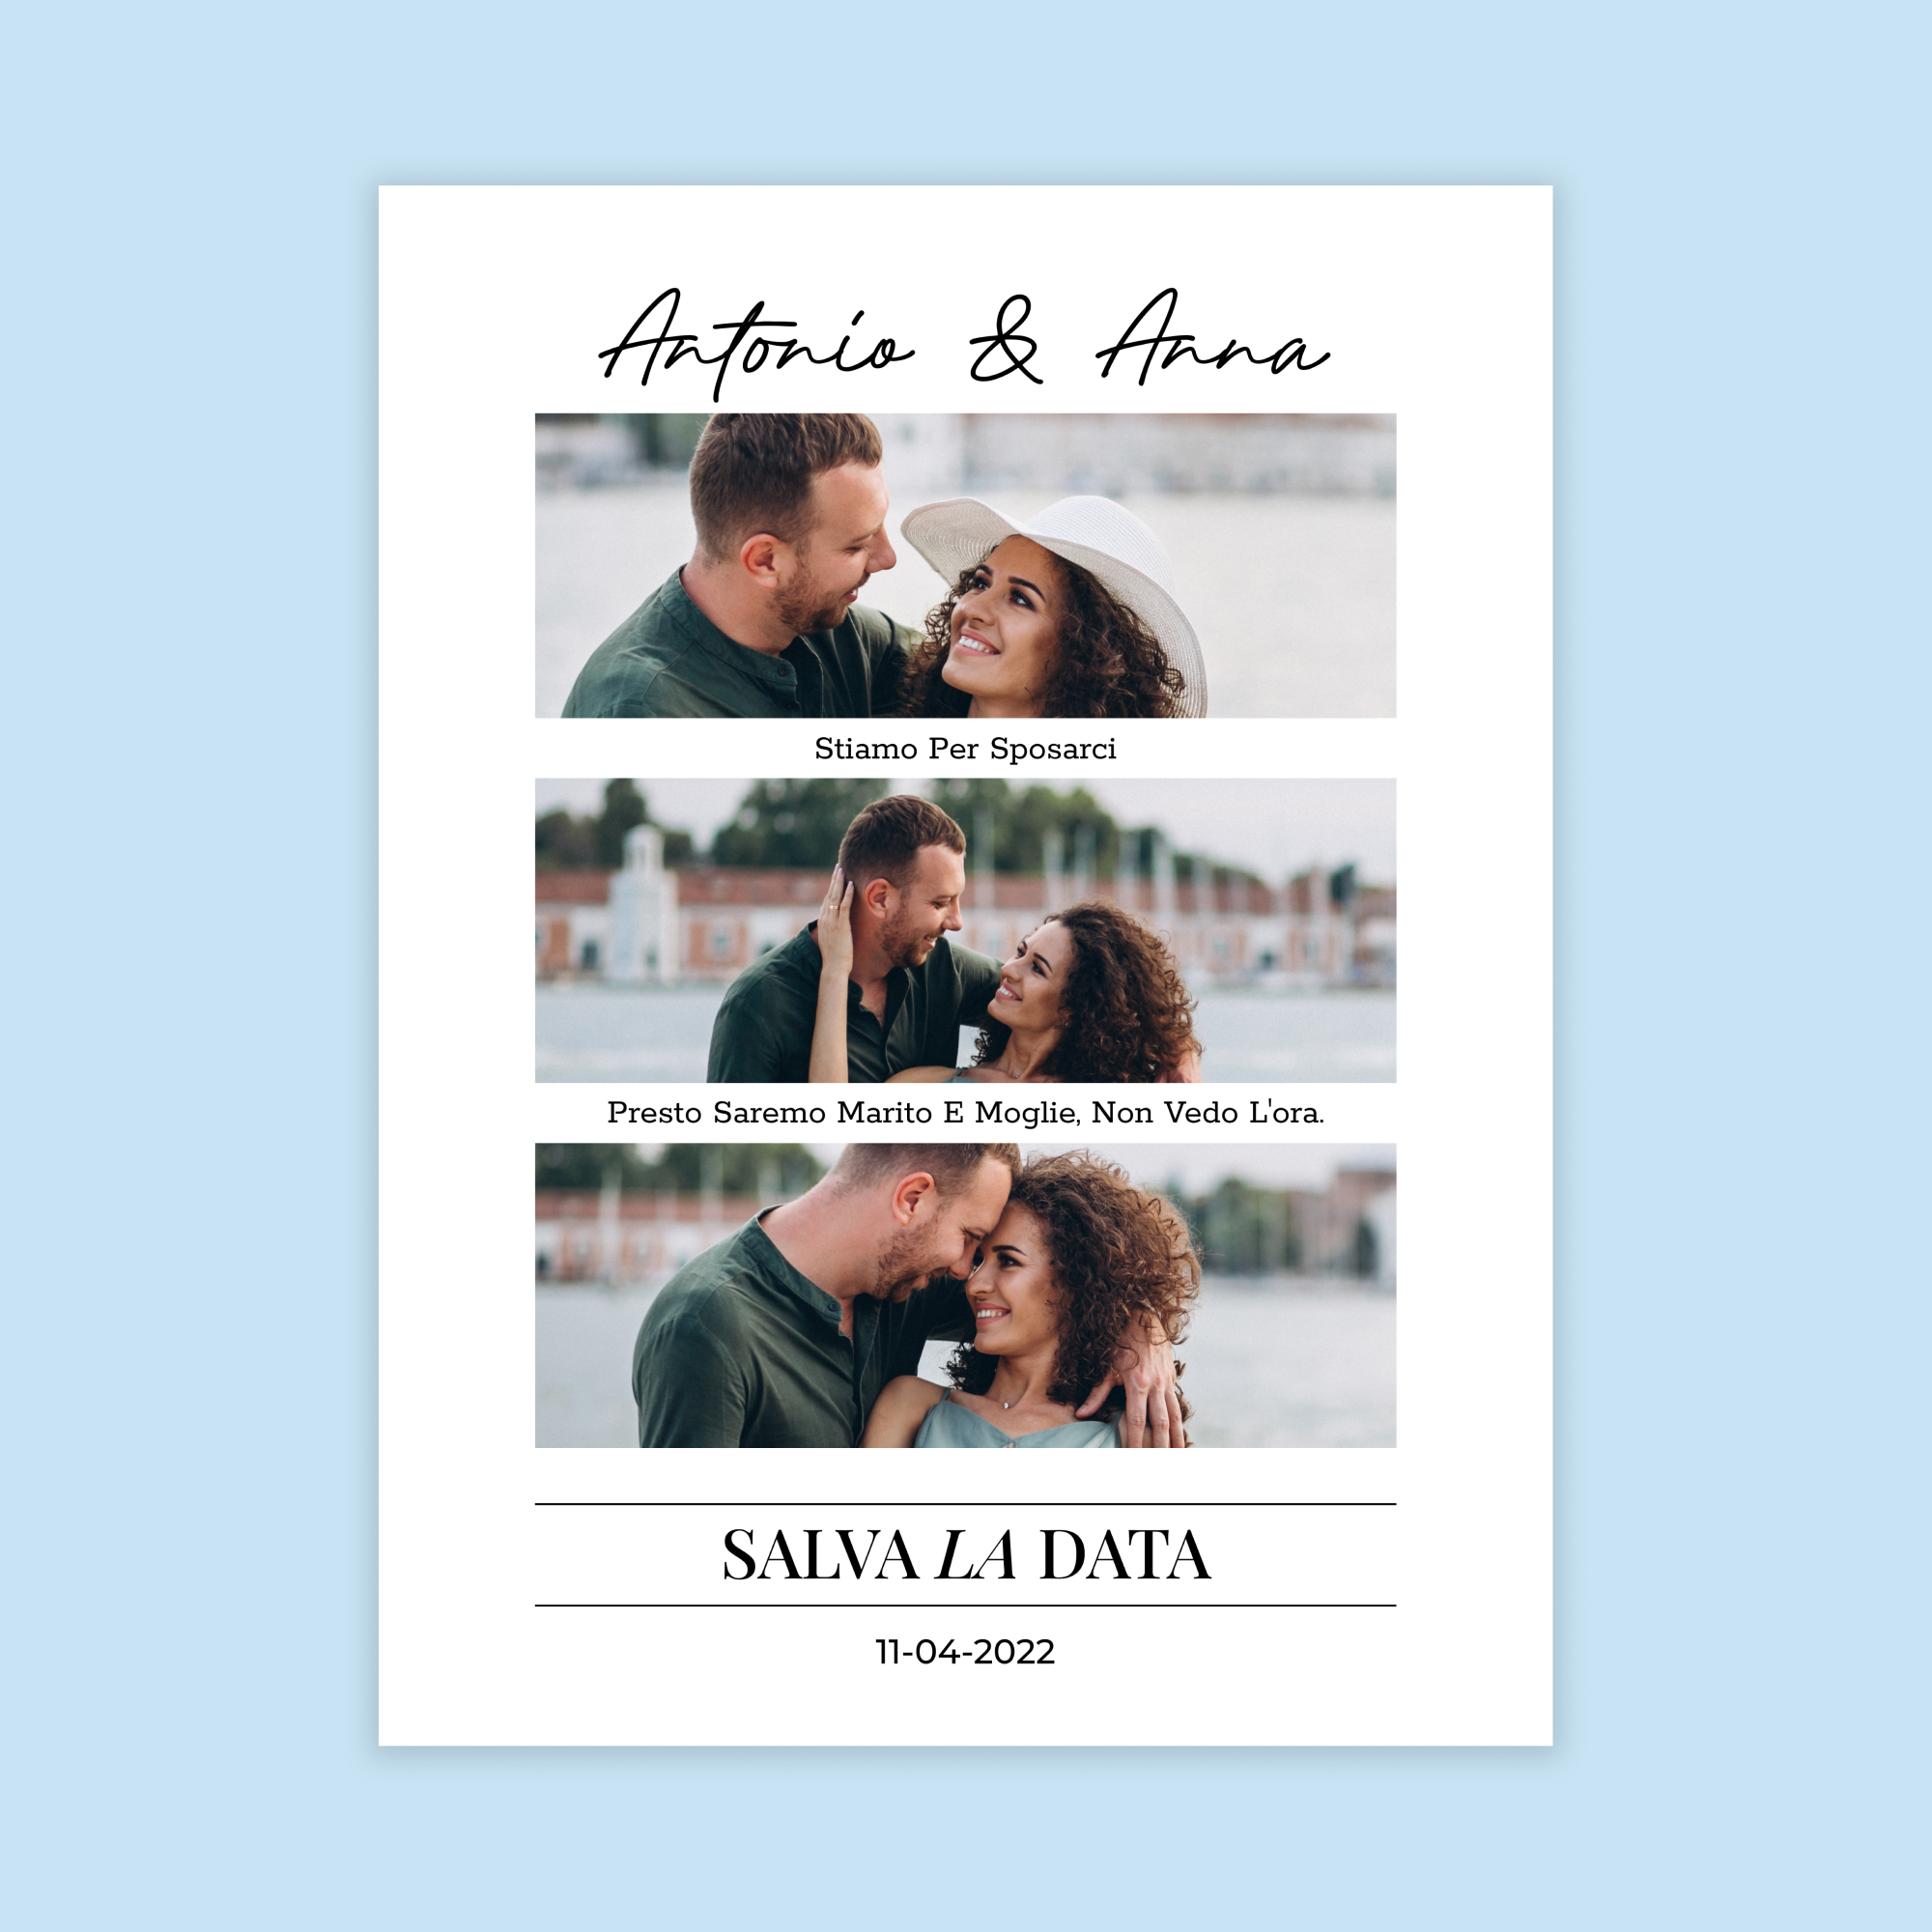 Antonio & Anna
Stiamo Per Sposarci
Presto Saremo Marito E Moglie, Non Vedo L'ora.
SALVA LA DATA
11-04-2022